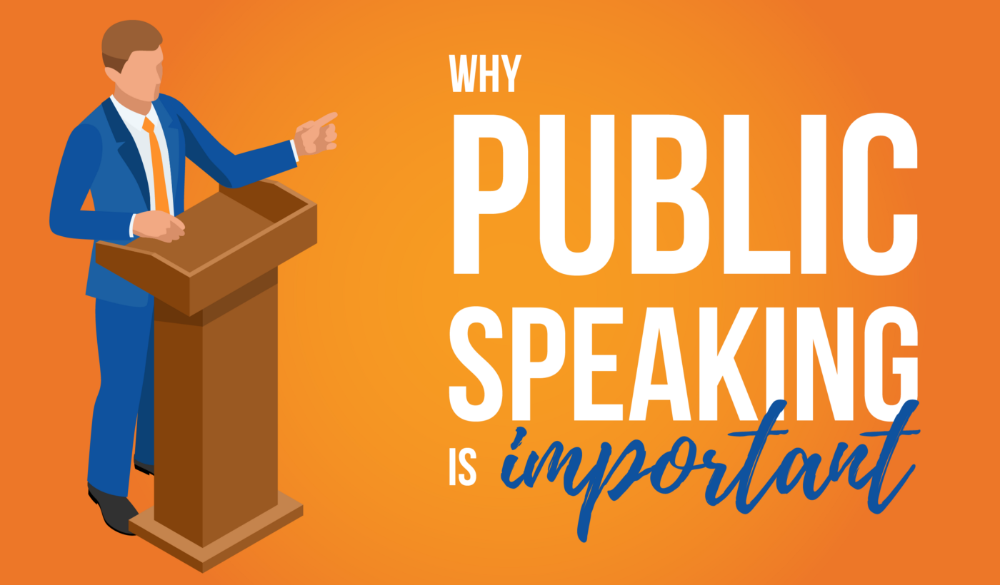 WHY
PUBLIC
SPEAKING
IS important